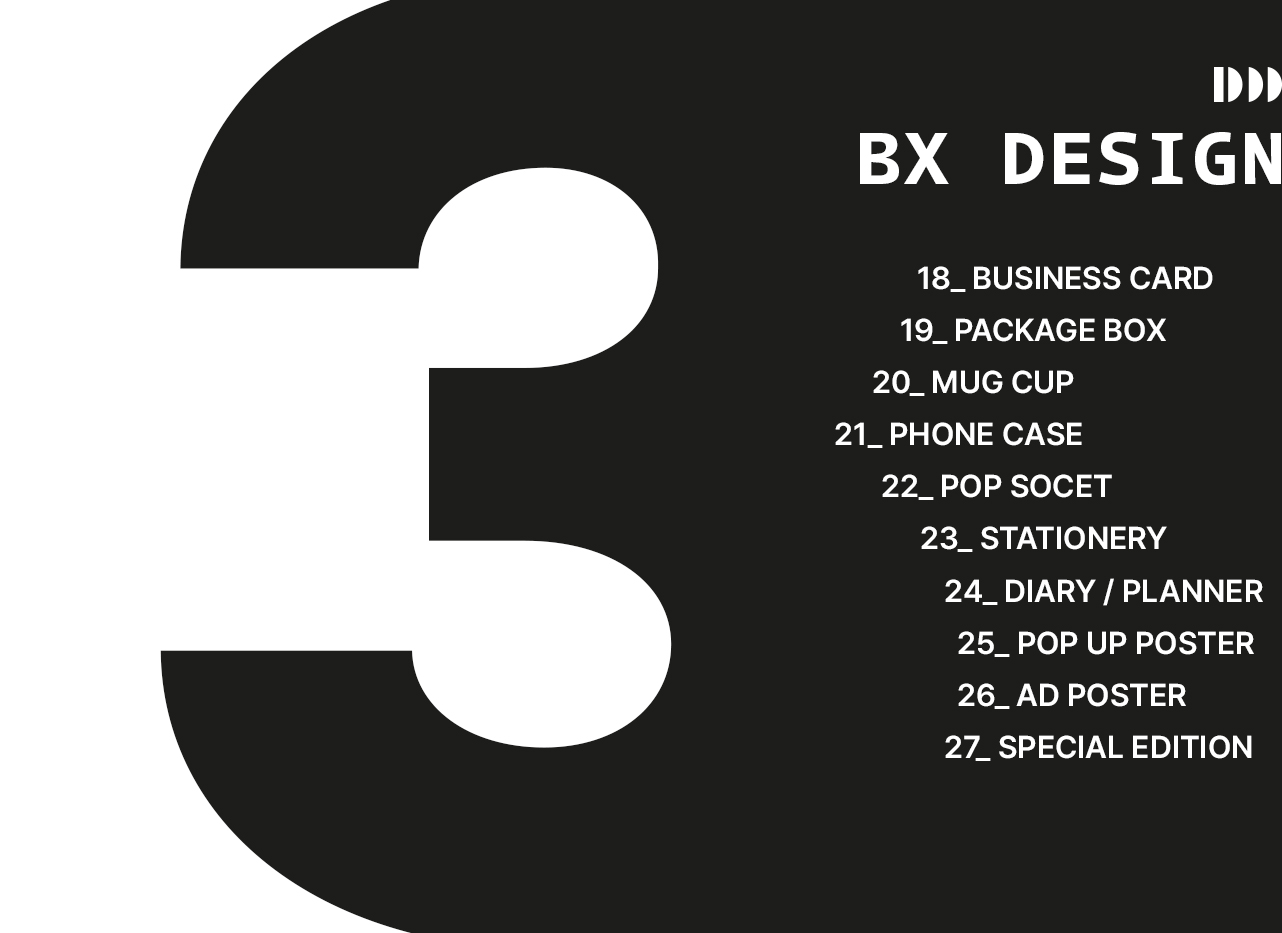 3
BX DESIGN
18_ BUSINESS CARD
19_ PACKAGE BOX
20_ MUG CUP
21_ PHONE CASE
22_ POP SOCET
23_ STATIONERY
24_ DIARY / PLANNER
25_ POP UP POSTER
26_ AD POSTER
27_ SPECIAL EDITION